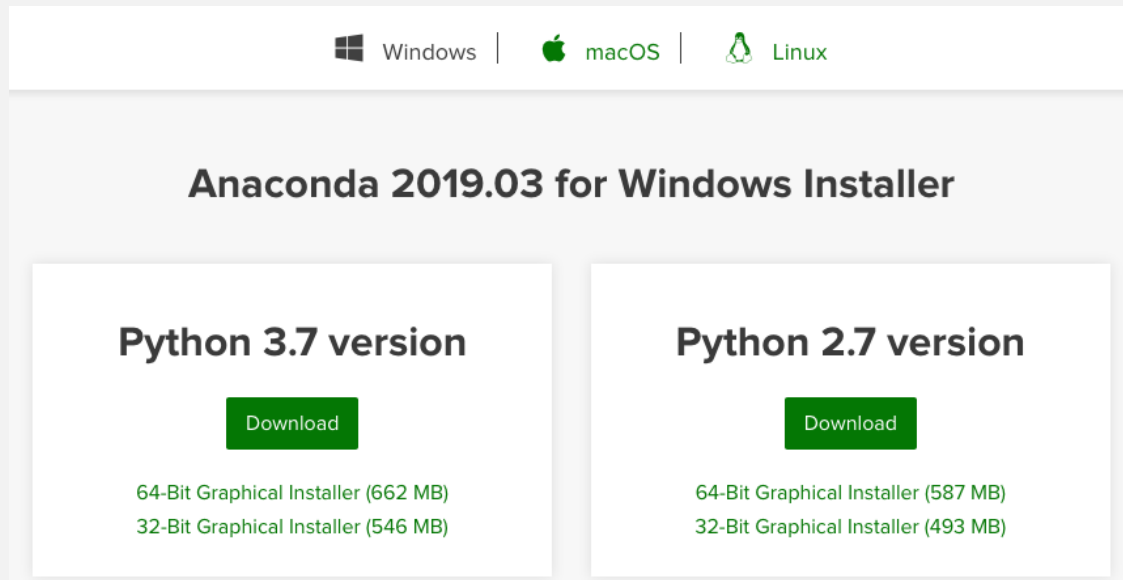 Windows | macOS | Linux
Anaconda 2019.03 for Windows Installer
Python 3.7 version
Download
64-Bit Graphical Installer (662 MB)
32-Bit Graphical Installer (546 MB)
Python 2.7 version
Download
64-Bit Graphical Installer (587 MB)
32-Bit Graphical Installer (493 MB)